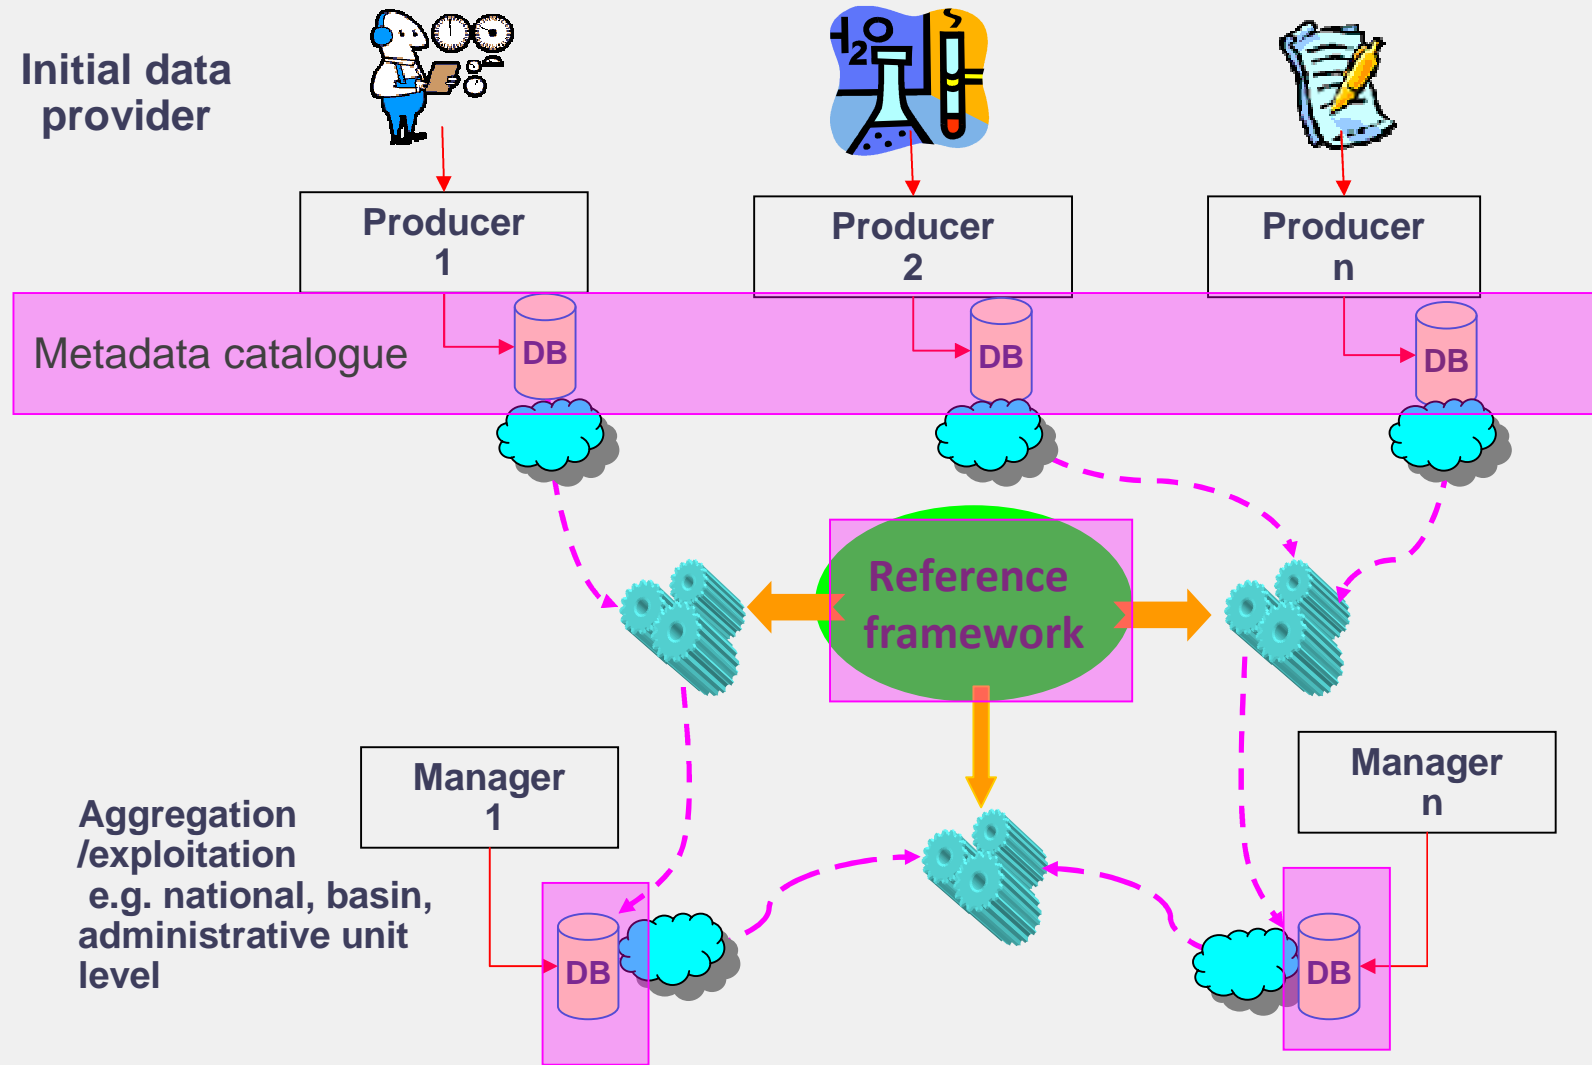 Initial data
provider
H2O
Producer
1
Producer
2
Producer
n
Metadata catalogue
DB
DB
DB
Reference
framework
Manager
1
Manager
n
Aggregation
/exploitation
e.g. national, basin,
administrative unit
level
DB
DB